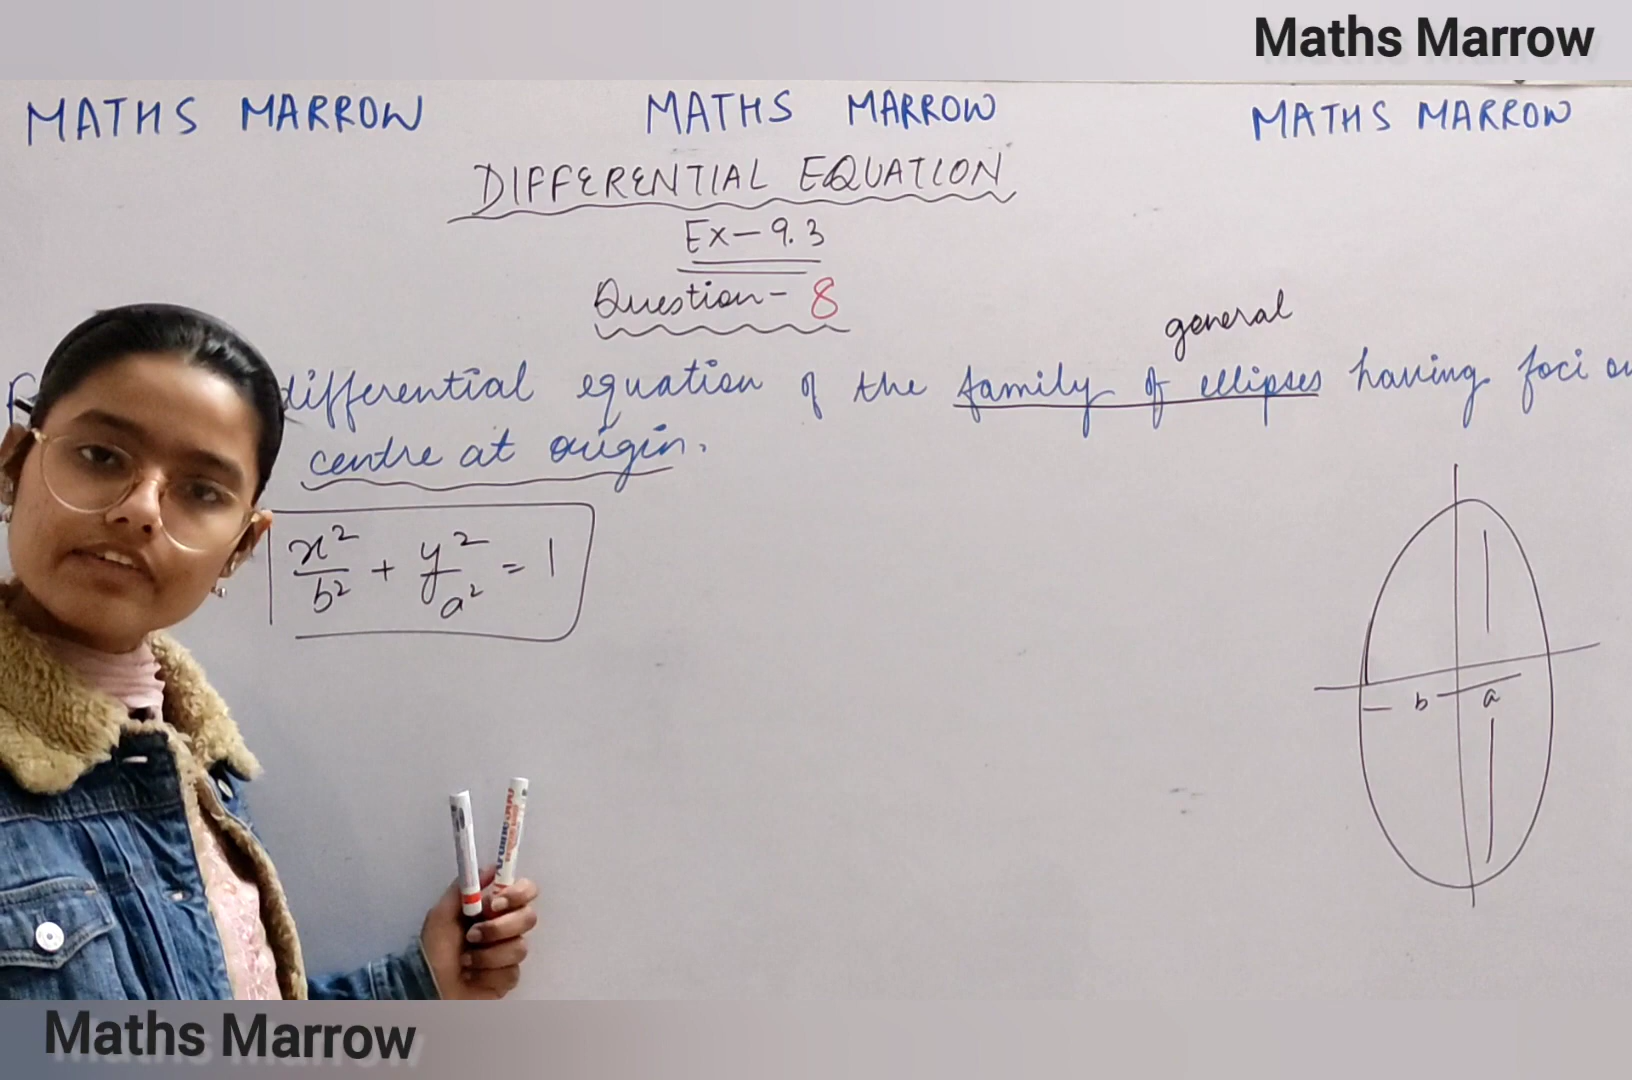 Maths Marrow
MATHS MARROW MATHS MARROW MATHS MARROW
DIFFERENTIAL EQUATION
Ex-9.3
Question- 8
general
differential equation of the family of ellipses having foci on
centre at origin.
x²/b² + y²/a² = 1
b a
Maths Marrow